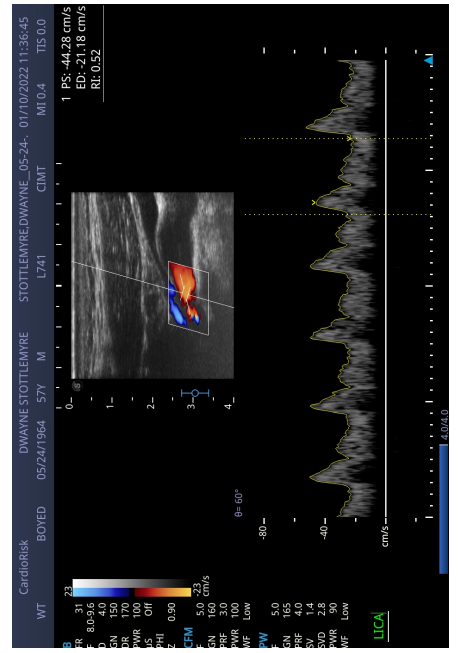 CardioRisk DWAYNE STOTTLEMYRE STOTTLEMYRE,DWAYNE__05-24-. 01/10/2022 11:36:45
WT BOYED 05/24/1964 57Y M L741 CIMT MI 0.4 TIS 0.0
1 PS: -44.28 cm/s
ED: -21.18 cm/s
RI: 0.52
B
F 31
F 8.0-9.6
D 4.0
GN 150
DR 170
PWR 100
µS Off
PHI
Z 0.90
CFM
F 5.0
GN 160
PRF 3.0
PWR 100
WF Low
PW
F 5.0
GN 165
PRF 4.0
SV 1.4
SVD 2.8
PWR 90
WF Low
LICA
23
-23
cm/s
0
1
2
3
4
θ= 60°
-80
-40
cm/s
4.0/4.0